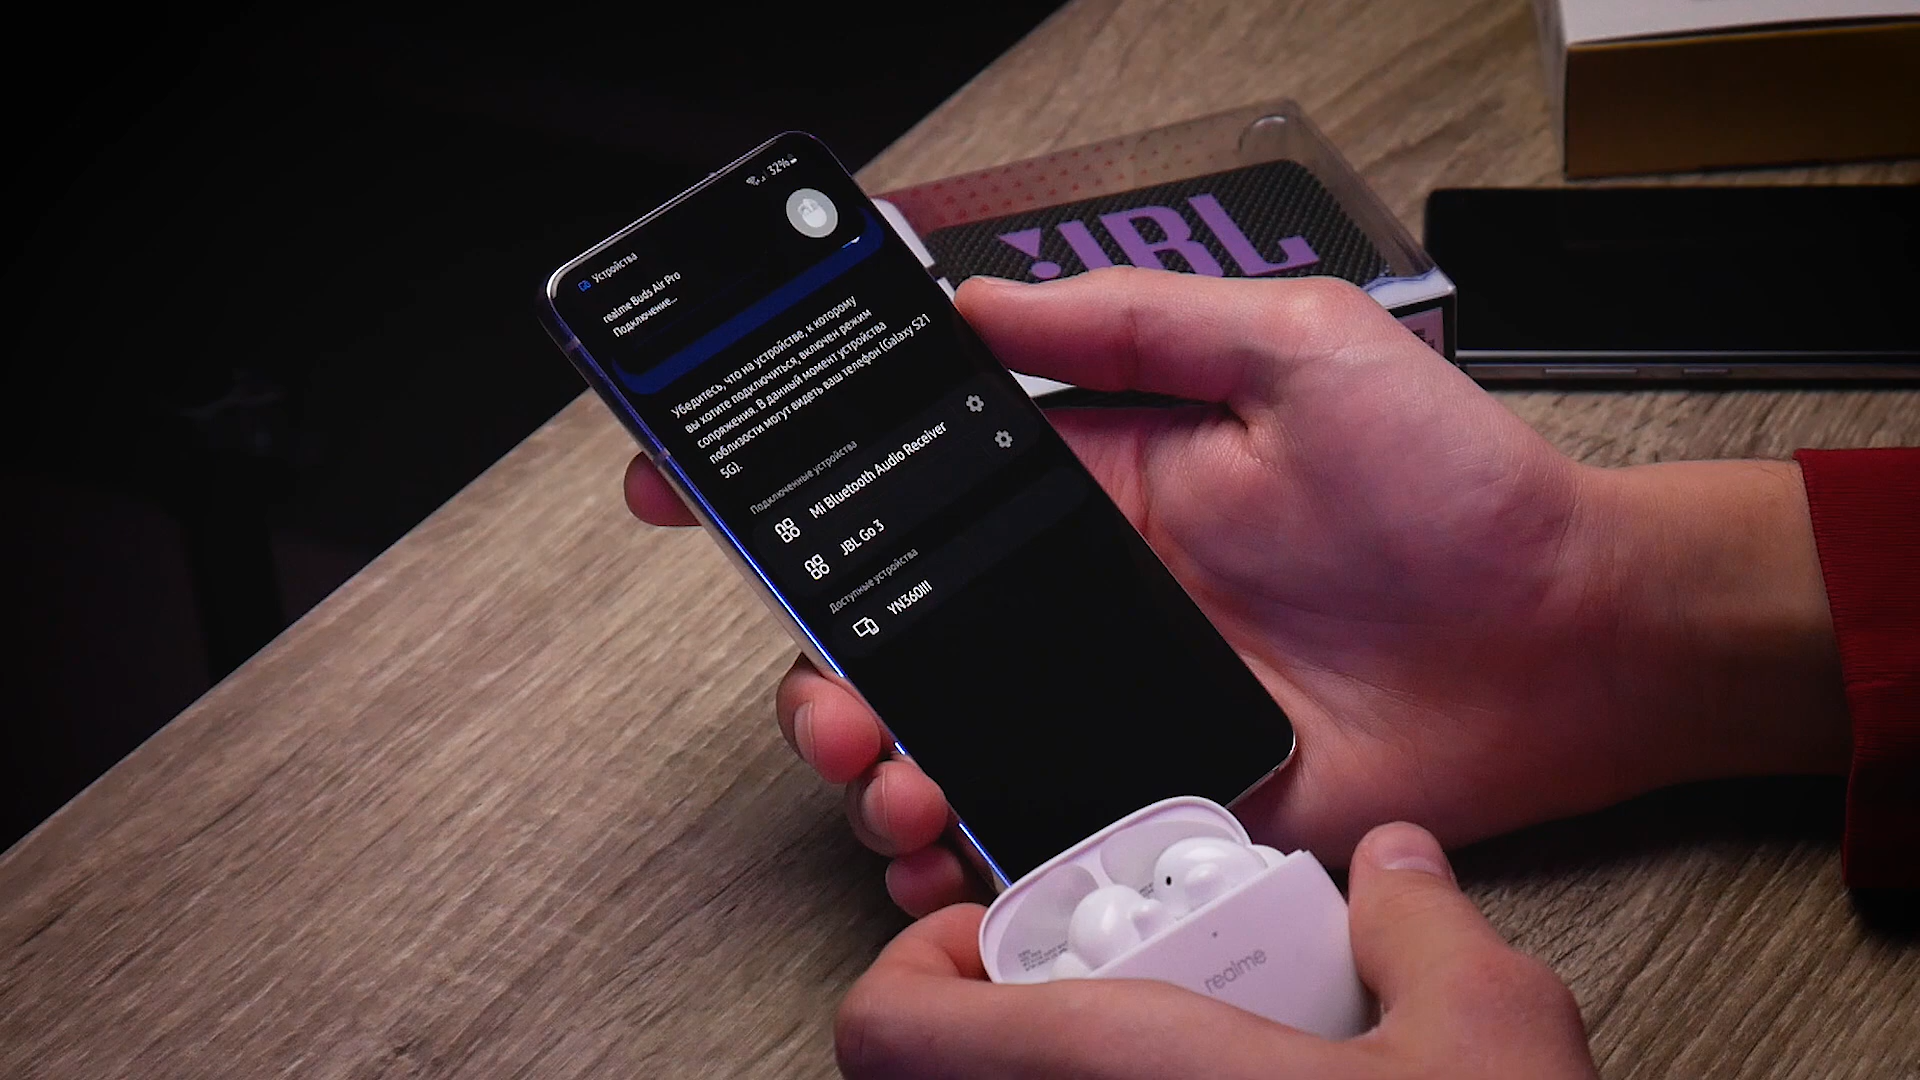 32%
Устройства
realme Buds Air Pro
Подключение...
Убедитесь, что на устройстве, к которому
вы хотите подключиться, включен режим
сопряжения. В данный момент устройства
поблизости могут видеть ваш телефон (Galaxy S21
5G).
Подключенные устройства
Mi Bluetooth Audio Receiver
JBL Go 3
Доступные устройства
YN360III
JBL
realme